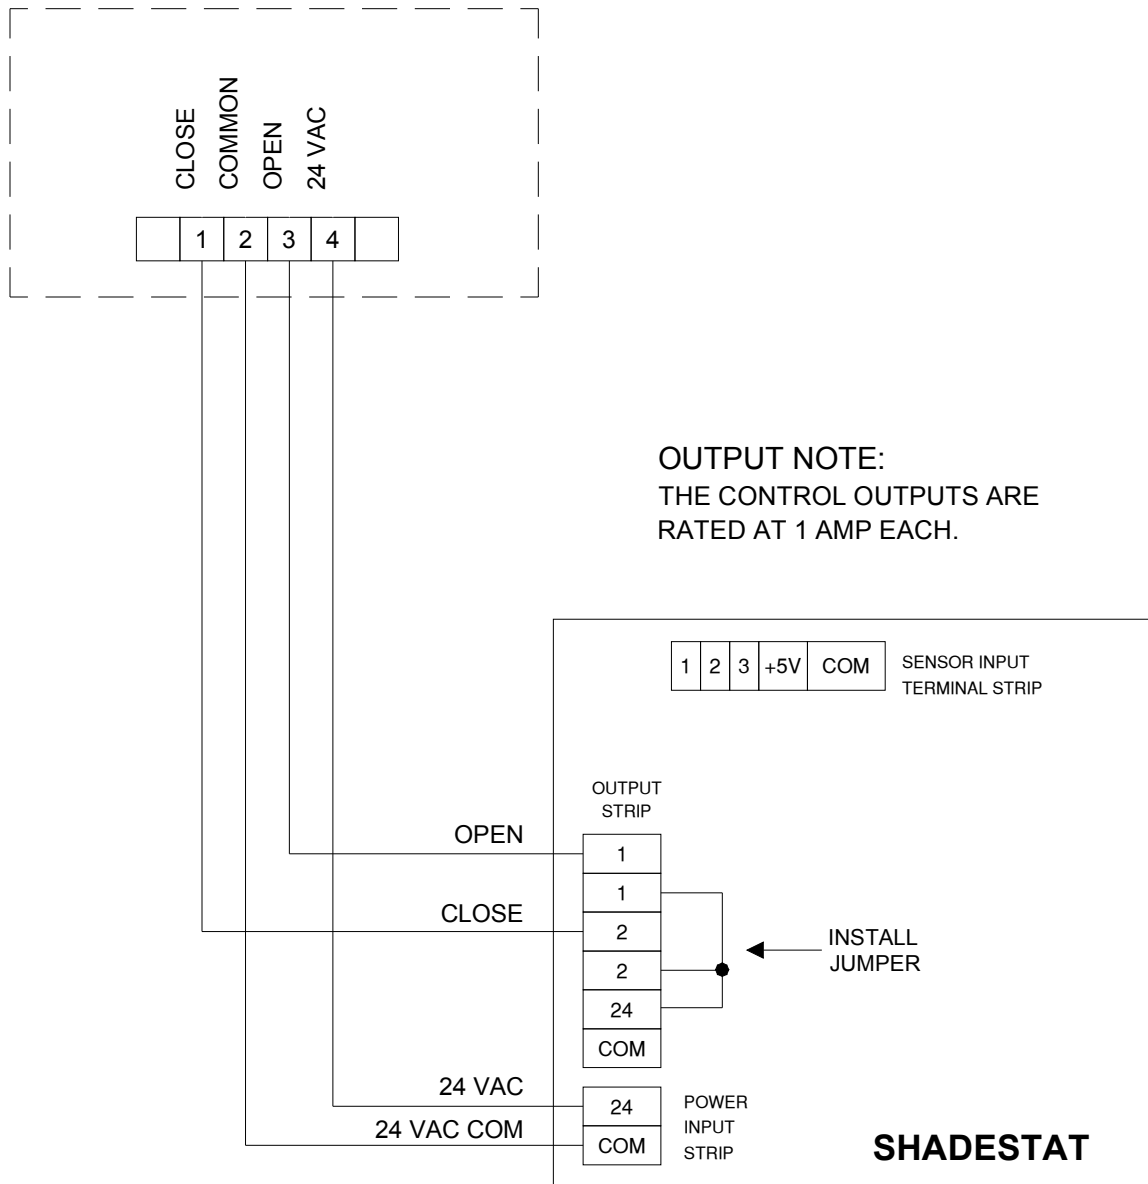 CLOSE
COMMON
OPEN
24 VAC
1 2 3 4
OUTPUT NOTE:
THE CONTROL OUTPUTS ARE
RATED AT 1 AMP EACH.
1 2 3 +5V COM
SENSOR INPUT
TERMINAL STRIP
OUTPUT
STRIP
OPEN
1
1
CLOSE
2
2
24
COM
INSTALL
JUMPER
24 VAC
24
24 VAC COM
COM
POWER
INPUT
STRIP
SHADESTAT